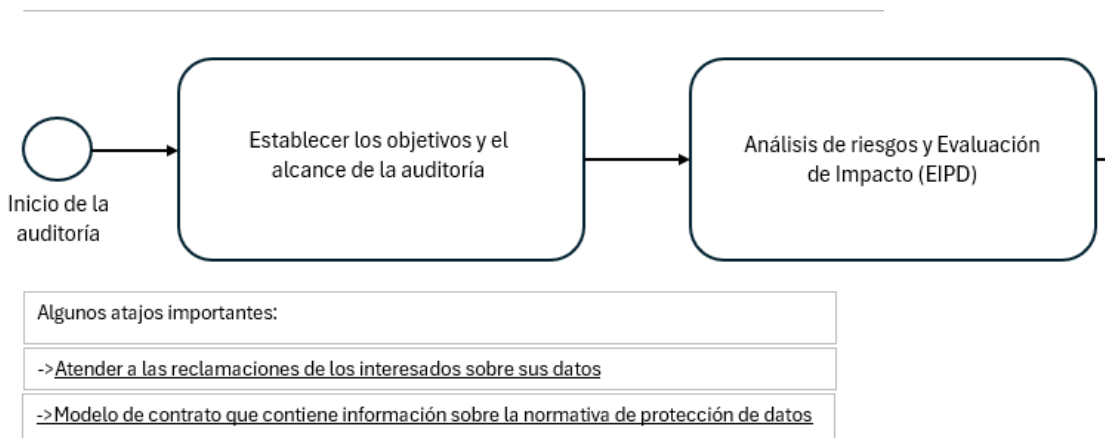 Establecer los objetivos y el
alcance de la auditoría
Análisis de riesgos y Evaluación
de Impacto (EIPD)
Inicio de la
auditoría
Algunos atajos importantes:
->Atender a las reclamaciones de los interesados sobre sus datos
->Modelo de contrato que contiene información sobre la normativa de protección de datos